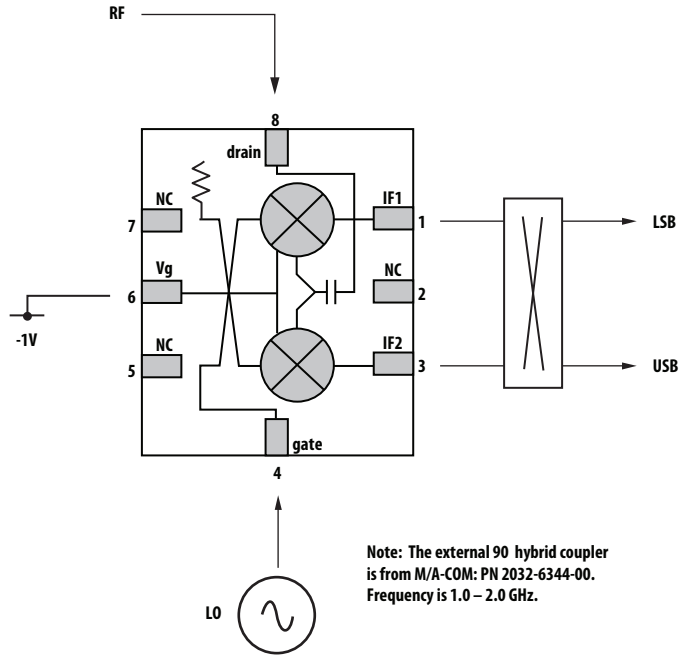 RF
8
drain
NC
IF1
7
1
LSB
Vg
NC
6
2
-1V
NC
IF2
5
3
USB
gate
4
LO
Note: The external 90 hybrid coupler
is from M/A-COM: PN 2032-6344-00.
Frequency is 1.0 – 2.0 GHz.